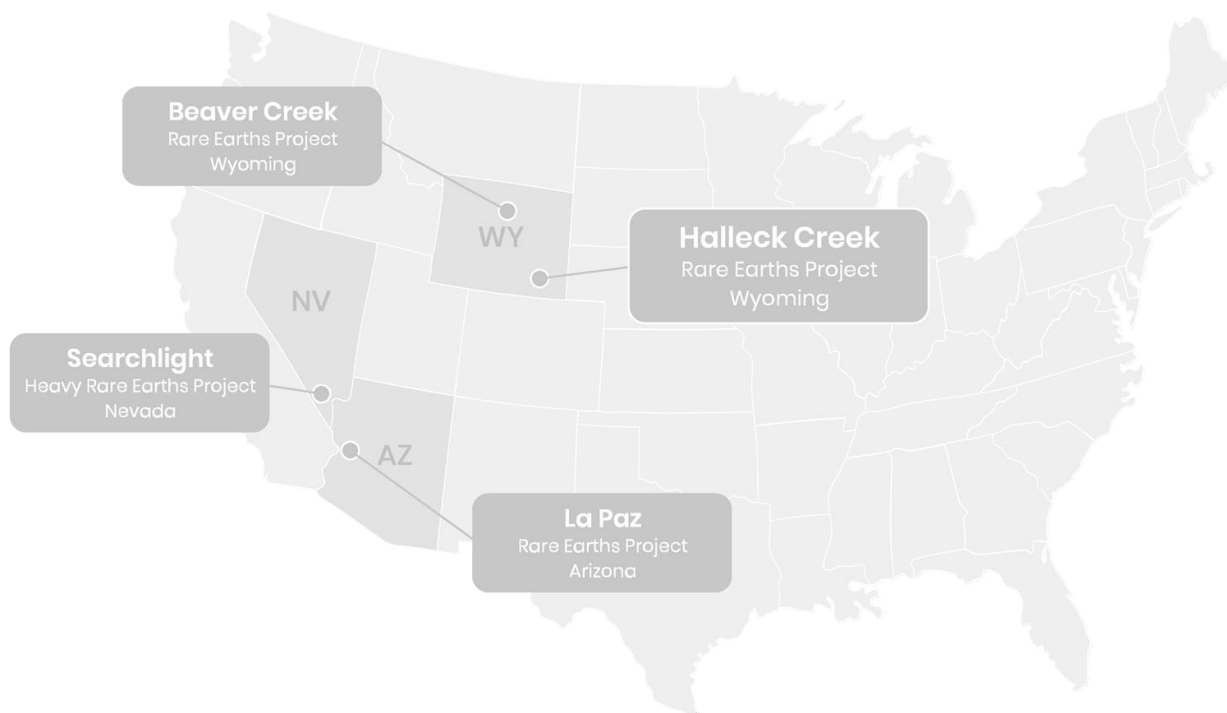 Beaver Creek
Rare Earths Project
Wyoming
WY
Halleck Creek
Rare Earths Project
Wyoming
NV
Searchlight
Heavy Rare Earths Project
Nevada
AZ
La Paz
Rare Earths Project
Arizona